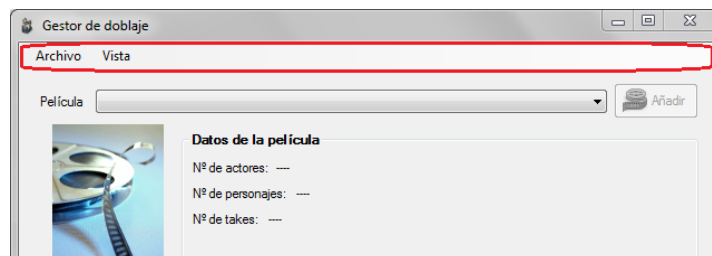 Gestor de doblaje
Archivo Vista
Película Añadir
Datos de la película
Nº de actores: ----
Nº de personajes: ----
Nº de takes: ----